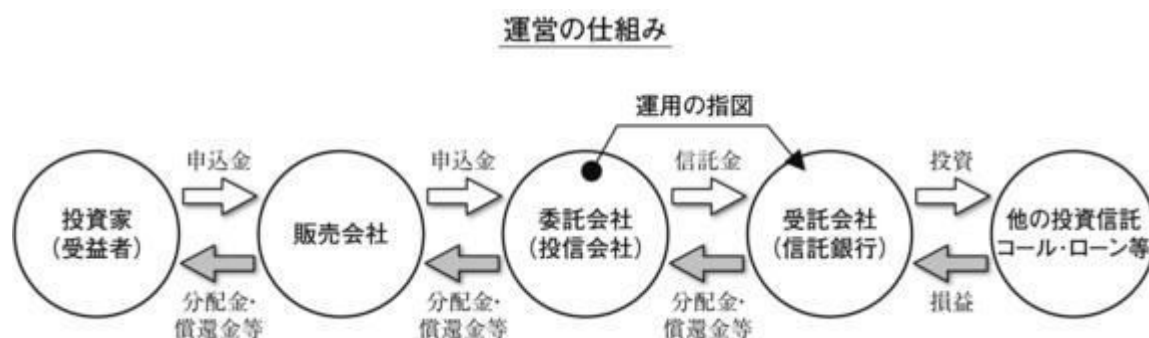 運営の仕組み
運用の指図
申込金
申込金
信託金
投資
投資家
(受益者)
販売会社
委託会社
(投信会社)
受託会社
(信託銀行)
他の投資信託
コール・ローン等
分配金・
償還金等
分配金・
償還金等
分配金・
償還金等
損益